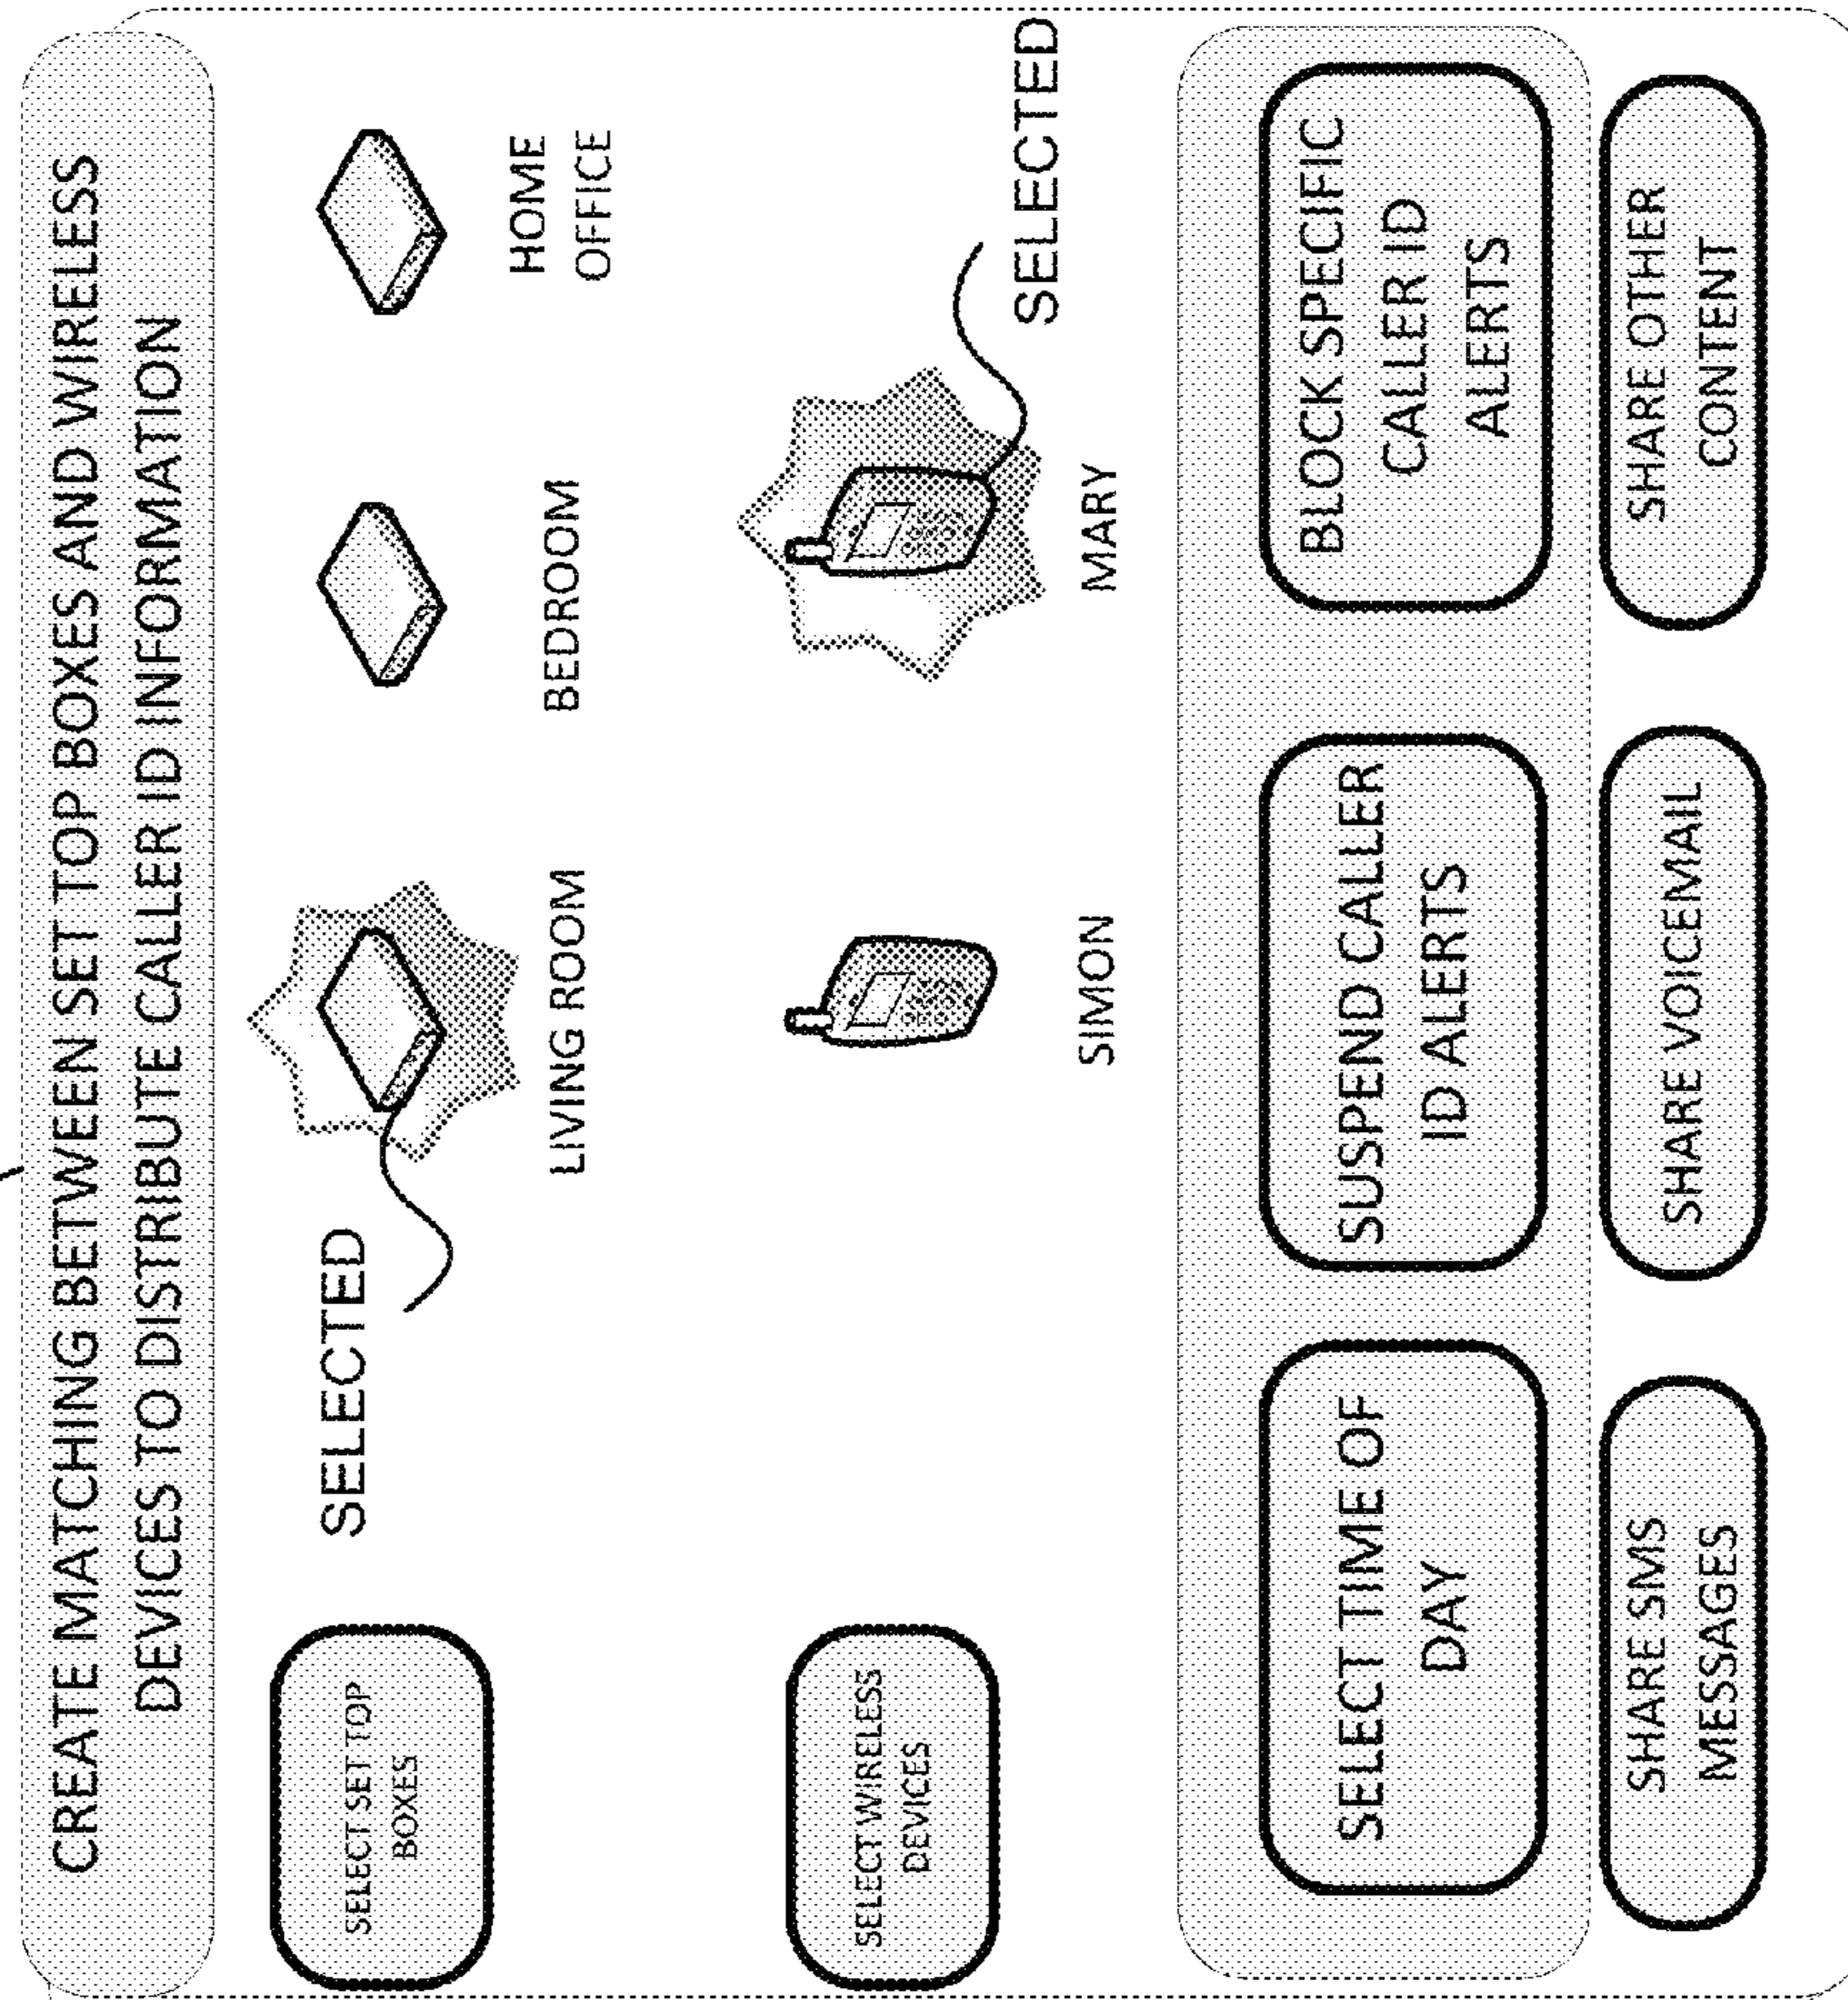 CREATE MATCHING BETWEEN SET TOP BOXES AND WIRELESS
DEVICES TO DISTRIBUTE CALLER ID INFORMATION
SELECT SET TOP
BOXES
SELECTED
LIVING ROOM
BEDROOM
HOME
OFFICE
SELECT WIRELESS
DEVICES
SIMON
MARY
SELECTED
SELECT TIME OF
DAY
SUSPEND CALLER
ID ALERTS
BLOCK SPECIFIC
CALLER ID
ALERTS
SHARE SMS
MESSAGES
SHARE VOICEMAIL
SHARE OTHER
CONTENT